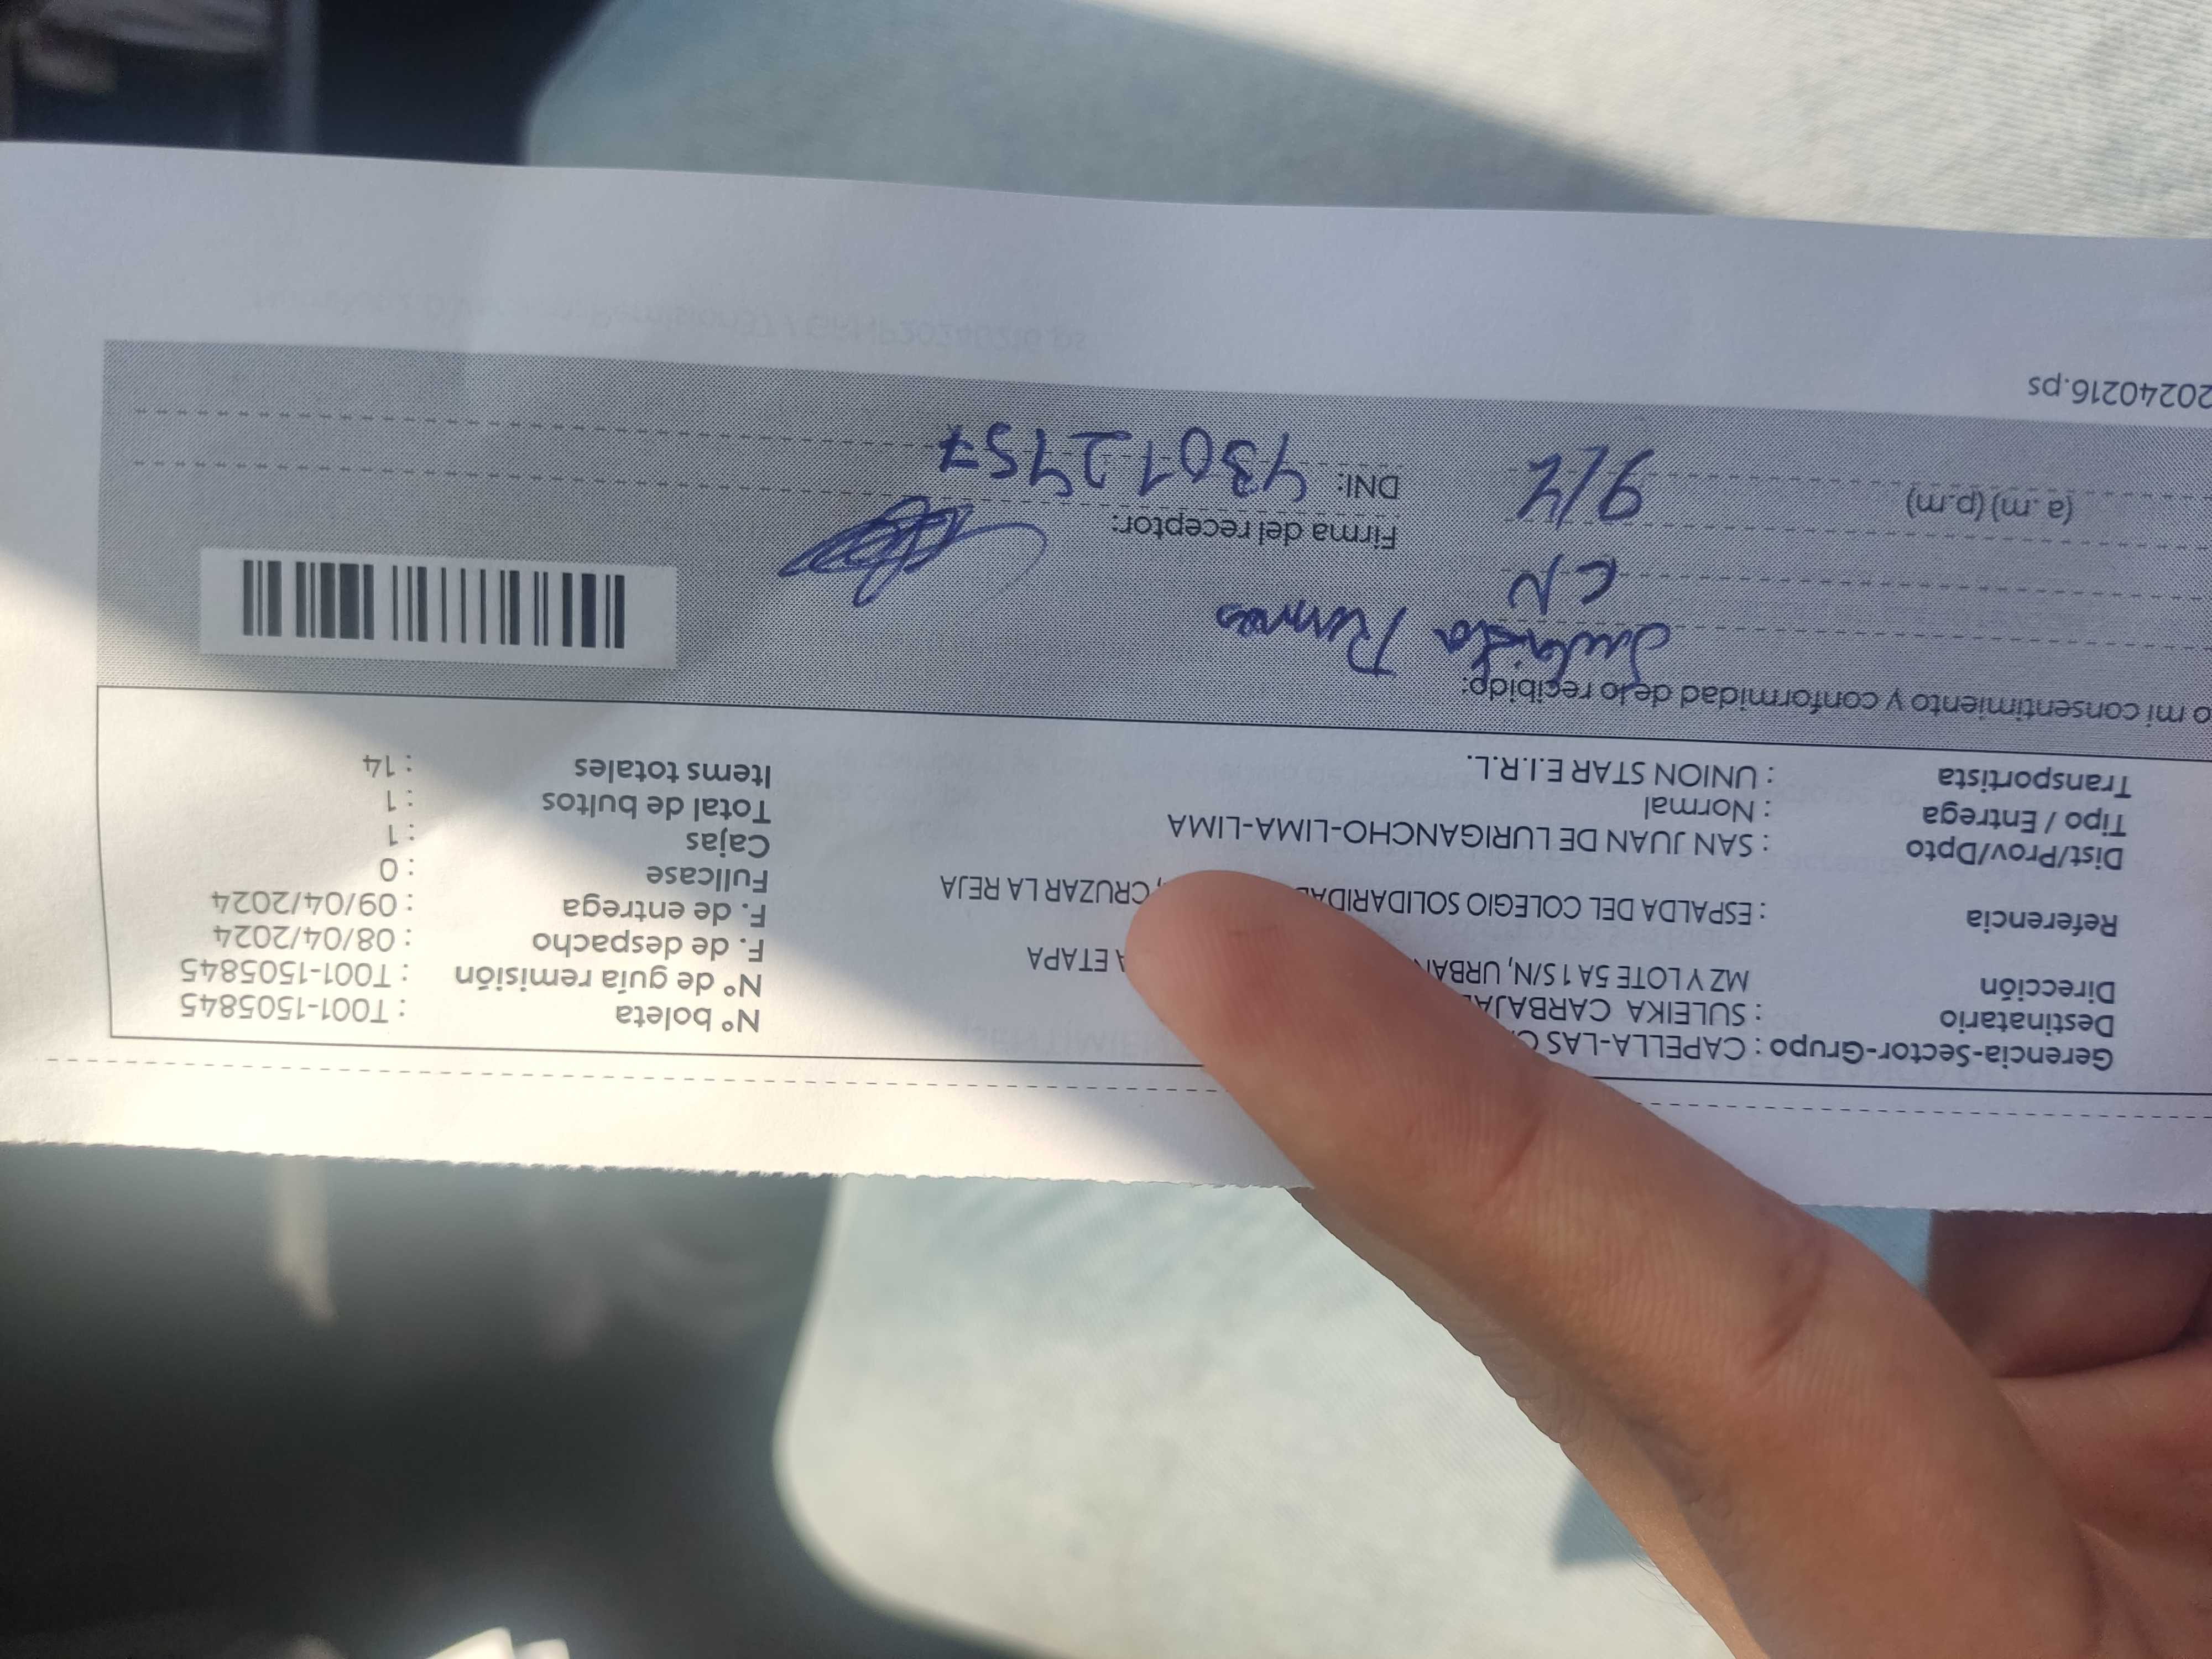 Gerencia-Sector-Grupo : CAPELLA-LAS
Destinatario : SULEIKA CARBAJA
Dirección MZ Y LOTE 5A 1 S/N, URBAN A ETAPA
Referencia : ESPALDA DEL COLEGIO SOLIDARIDAD , CRUZAR LA REJA
Dist/Prov/Dpto : SAN JUAN DE LURIGANCHO-LIMA-LIMA
Tipo / Entrega : Normal
Transportista : UNION STAR E.I.R.L.
N° boleta : T001-1505845
N° de guía remisión : T001-1505845
F. de despacho : 08/04/2024
F. de entrega : 09/04/2024
Fullcase : 0
Cajas : 1
Total de bultos : 1
Items totales : 14
o mi consentimiento y conformidad de lo recibido:
CN
Firma del receptor:
(a .m) (p.m) 9/4
DNI: 43012457
20240216.ps